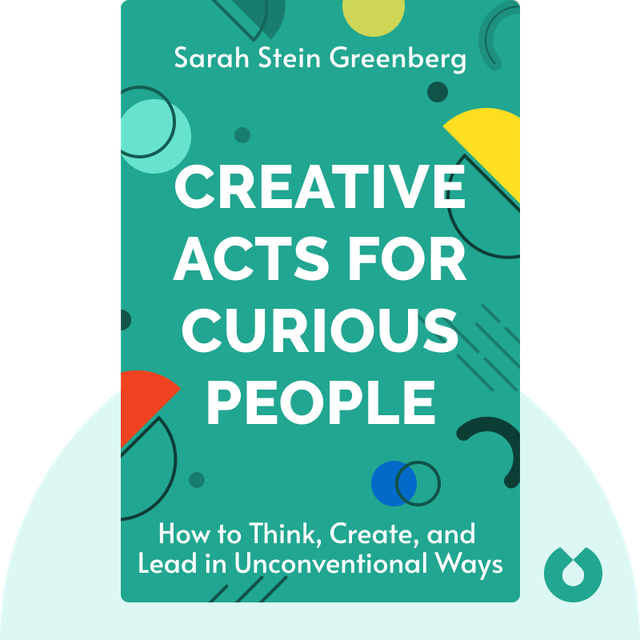 Sarah Stein Greenberg
CREATIVE
ACTS FOR
CURIOUS
PEOPLE
How to Think, Create, and
Lead in Unconventional Ways